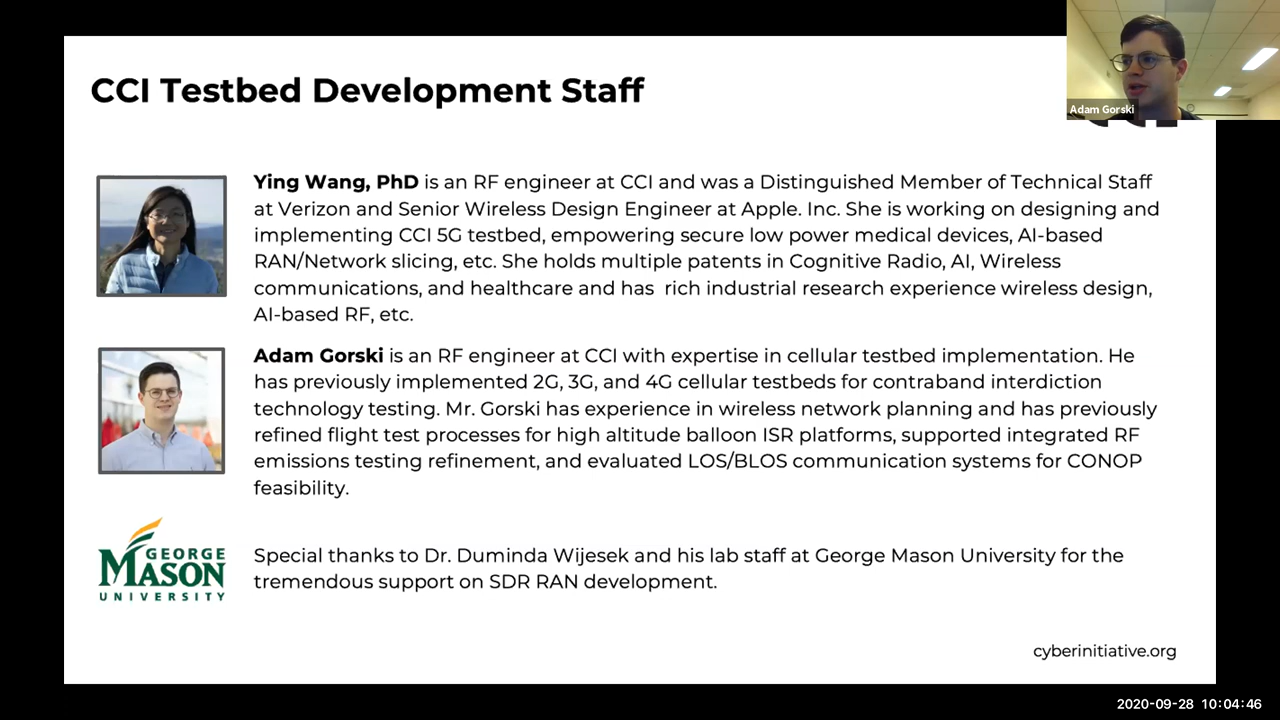 CCI Testbed Development Staff
Adam Gorski
Ying Wang, PhD is an RF engineer at CCI and was a Distinguished Member of Technical Staff
at Verizon and Senior Wireless Design Engineer at Apple. Inc. She is working on designing and
implementing CCI 5G testbed, empowering secure low power medical devices, AI-based
RAN/Network slicing, etc. She holds multiple patents in Cognitive Radio, AI, Wireless
communications, and healthcare and has  rich industrial research experience wireless design,
AI-based RF, etc.
Adam Gorski is an RF engineer at CCI with expertise in cellular testbed implementation. He
has previously implemented 2G, 3G, and 4G cellular testbeds for contraband interdiction
technology testing. Mr. Gorski has experience in wireless network planning and has previously
refined flight test processes for high altitude balloon ISR platforms, supported integrated RF
emissions testing refinement, and evaluated LOS/BLOS communication systems for CONOP
feasibility.
GEORGE
MASON
UNIVERSITY
Special thanks to Dr. Duminda Wijesek and his lab staff at George Mason University for the
tremendous support on SDR RAN development.
cyberinitiative.org
2020-09-28 10:04:46